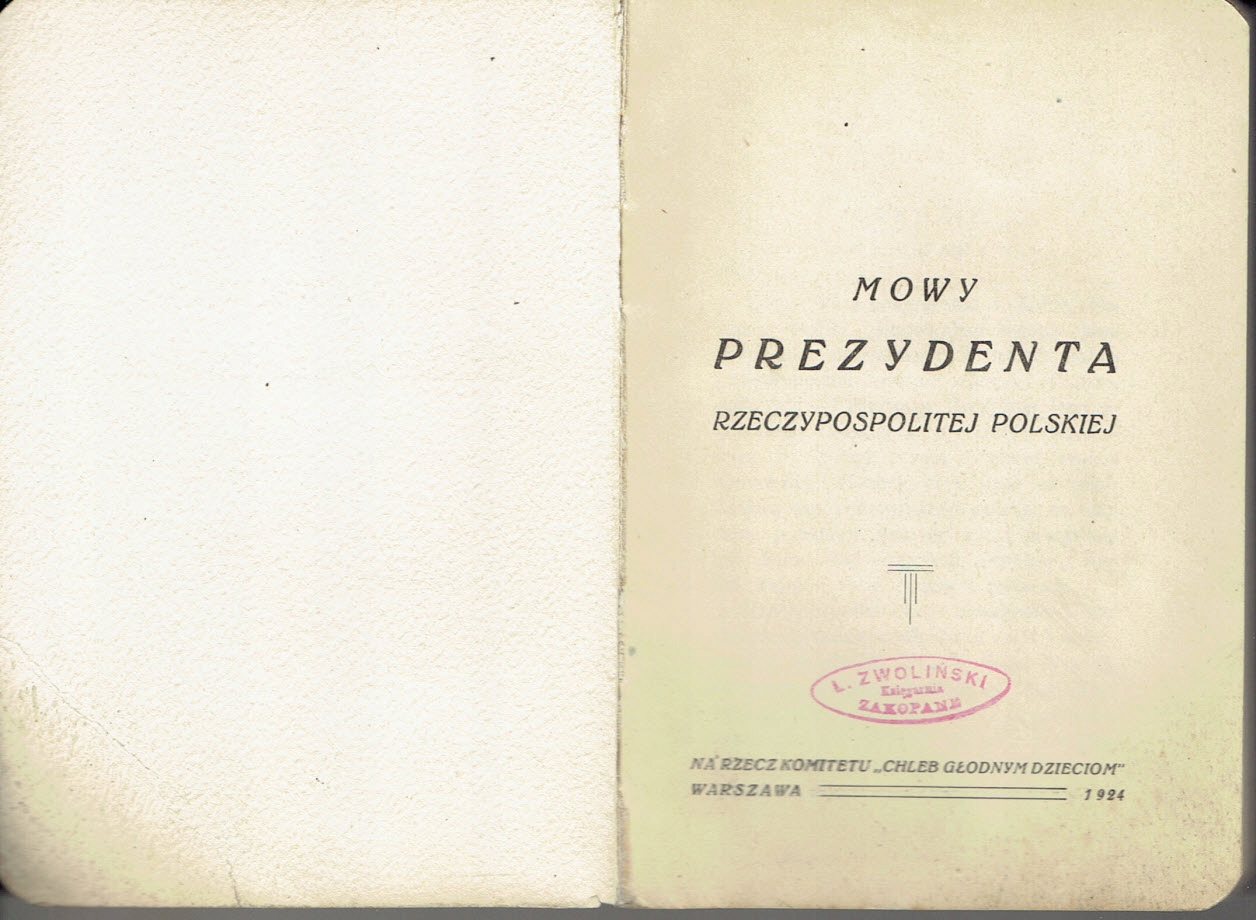 MOWY
PREZYDENTA
RZECZYPOSPOLITEJ POLSKIEJ
L. ZWOLIŃSKI
Księgarnia
ZAKOPANE
NA RZECZ KOMITETU „CHLEB GŁODNYM DZIECIOM"
WARSZAWA 1924